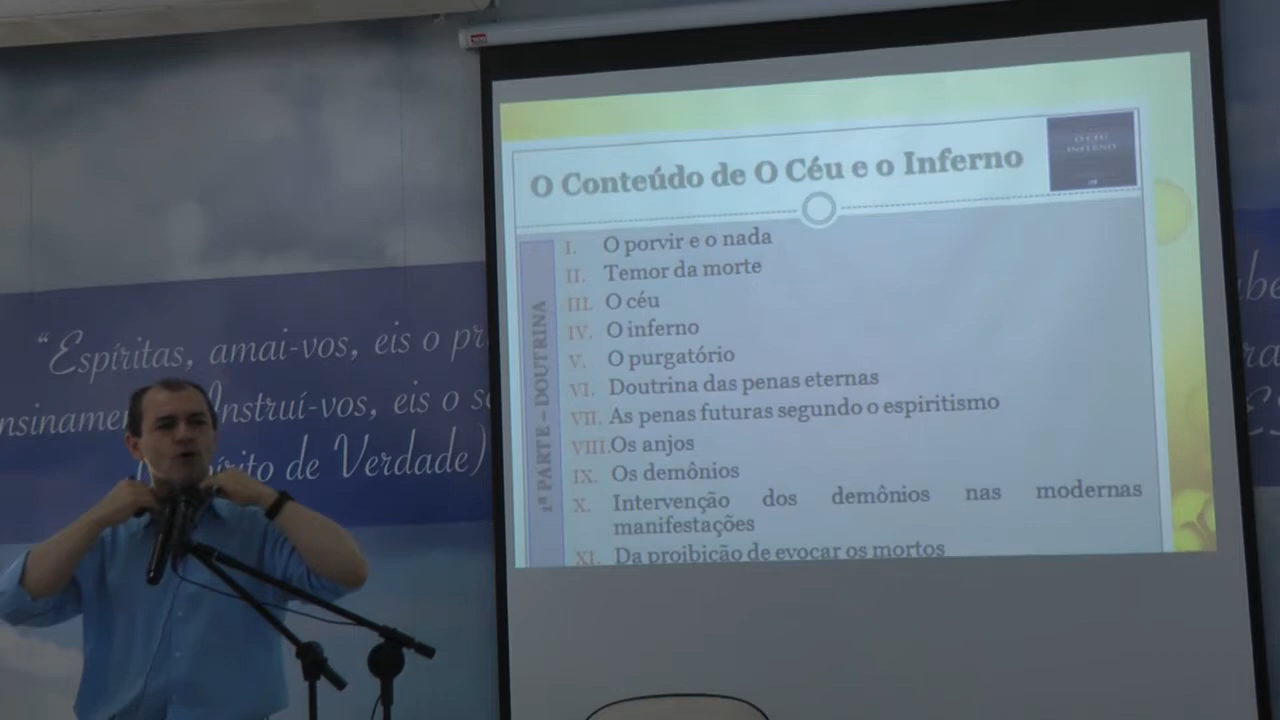 O Conteúdo de O Céu e o Inferno
O CÉU
INFERNO
1ª PARTE – DOUTRINA
I. O porvir e o nada
II. Temor da morte
III. O céu
IV. O inferno
V. O purgatório
VI. Doutrina das penas eternas
VII. As penas futuras segundo o espiritismo
VIII. Os anjos
IX. Os demônios
X. Intervenção dos demônios nas modernas
manifestações
XI. Da proibição de evocar os mortos
“Espíritas, amai-vos, eis o
Instruí-vos, eis o
de Verdade)